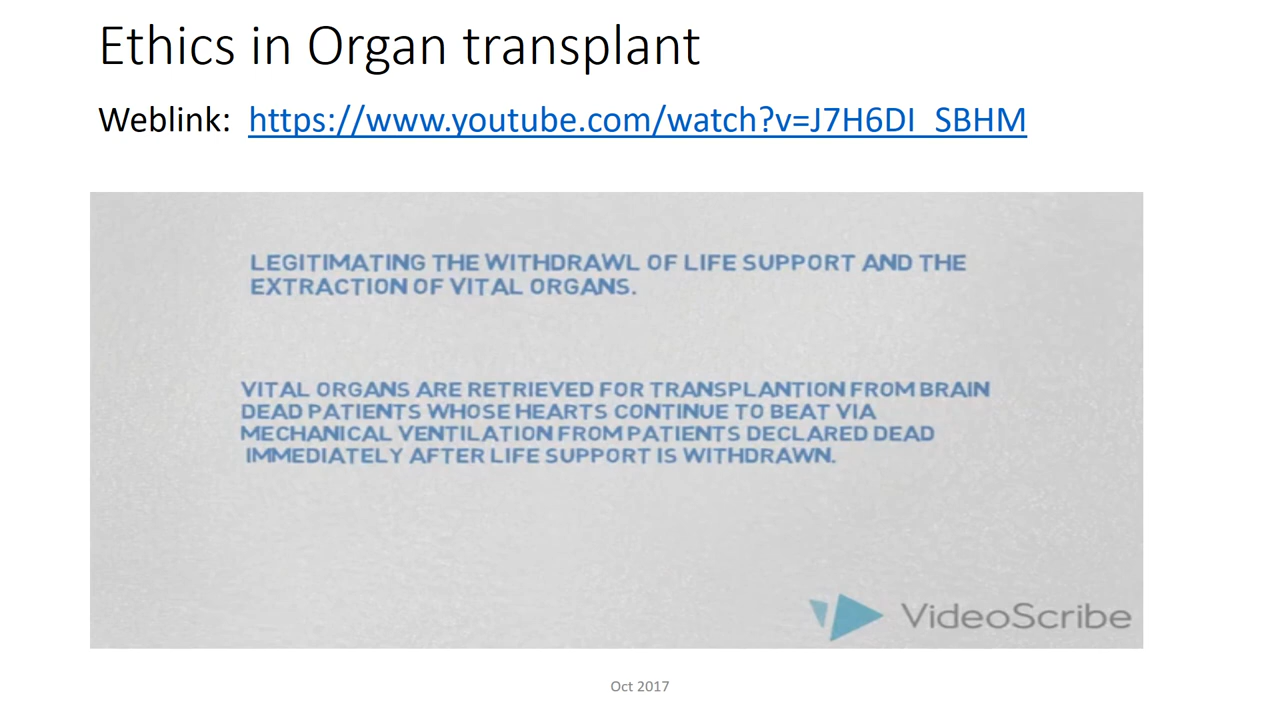 Ethics in Organ transplant
Weblink: https://www.youtube.com/watch?v=J7H6DI_SBHM
LEGITIMATING THE WITHDRAWL OF LIFE SUPPORT AND THE
EXTRACTION OF VITAL ORGANS.
VITAL ORGANS ARE RETRIEVED FOR TRANSPLANTION FROM BRAIN
DEAD PATIENTS WHOSE HEARTS CONTINUE TO BEAT VIA
MECHANICAL VENTILATION FROM PATIENTS DECLARED DEAD
IMMEDIATELY AFTER LIFE SUPPORT IS WITHDRAWN.
VideoScribe
Oct 2017